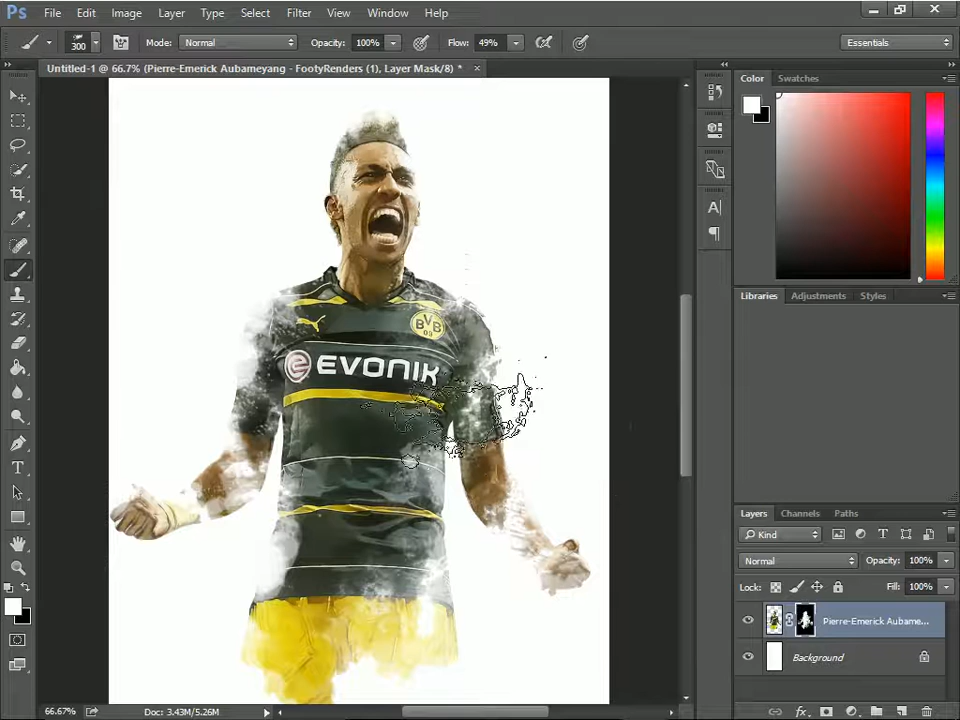 Ps File Edit Image Layer Type Select Filter View Window Help
300 Mode: Normal Opacity: 100% Flow: 49% Essentials
Untitled-1 @ 66.7% (Pierre-Emerick Aubameyang - FootyRenders (1), Layer Mask/8) * ×
Color Swatches
BVB
09
EVONIK
Libraries Adjustments Styles
Layers Channels Paths
Kind
Normal Opacity: 100%
Lock: Fill: 100%
Pierre-Emerick Aubame...
Background
66.67% Doc: 3.43M/5.26M